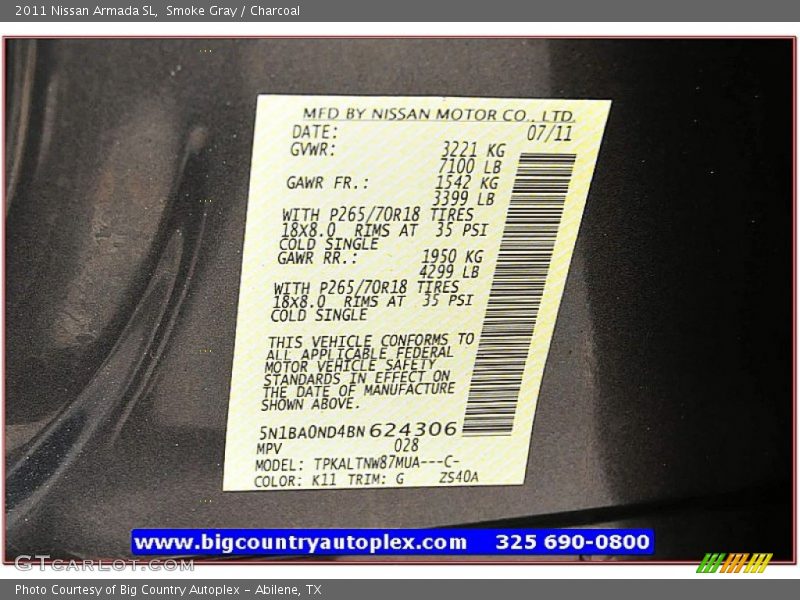 2011 Nissan Armada SL, Smoke Gray / Charcoal
MFD BY NISSAN MOTOR CO., LTD.
DATE: 07/11
GVWR: 3221 KG
7100 LB
GAWR FR.: 1542 KG
3399 LB
WITH P265/70R18 TIRES
18X8.0 RIMS AT 35 PSI
COLD SINGLE
GAWR RR.: 1950 KG
4299 LB
WITH P265/70R18 TIRES
18X8.0 RIMS AT 35 PSI
COLD SINGLE
THIS VEHICLE CONFORMS TO
ALL APPLICABLE FEDERAL
MOTOR VEHICLE SAFETY
STANDARDS IN EFFECT ON
THE DATE OF MANUFACTURE
SHOWN ABOVE.
5N1BA0ND4BN624306
MPV 028
MODEL: TPKALTNW87MUA---C-
COLOR: K11 TRIM: G ZS40A
www.bigcountryautoplex.com 325 690-0800
GTcarlot.com
Photo Courtesy of Big Country Autoplex - Abilene, TX